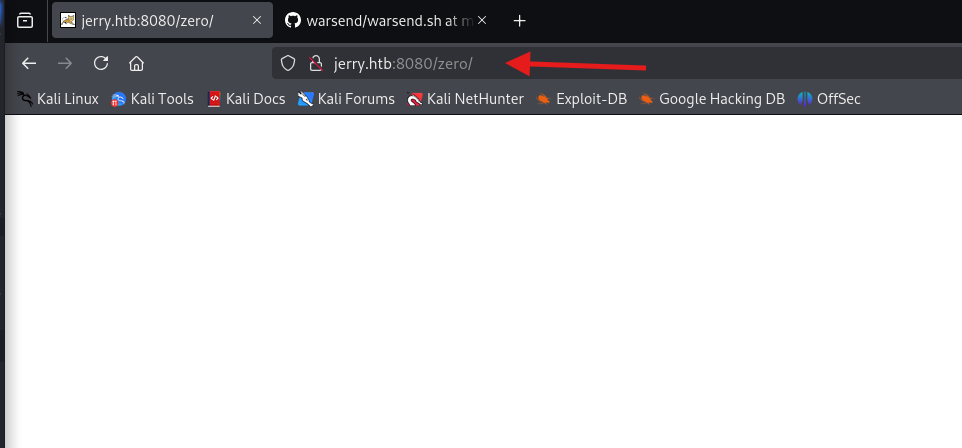 jerry.htb:8080/zero/
warsend/warsend.sh at m
jerry.htb:8080/zero/
Kali Linux Kali Tools Kali Docs Kali Forums Kali NetHunter Exploit-DB Google Hacking DB OffSec